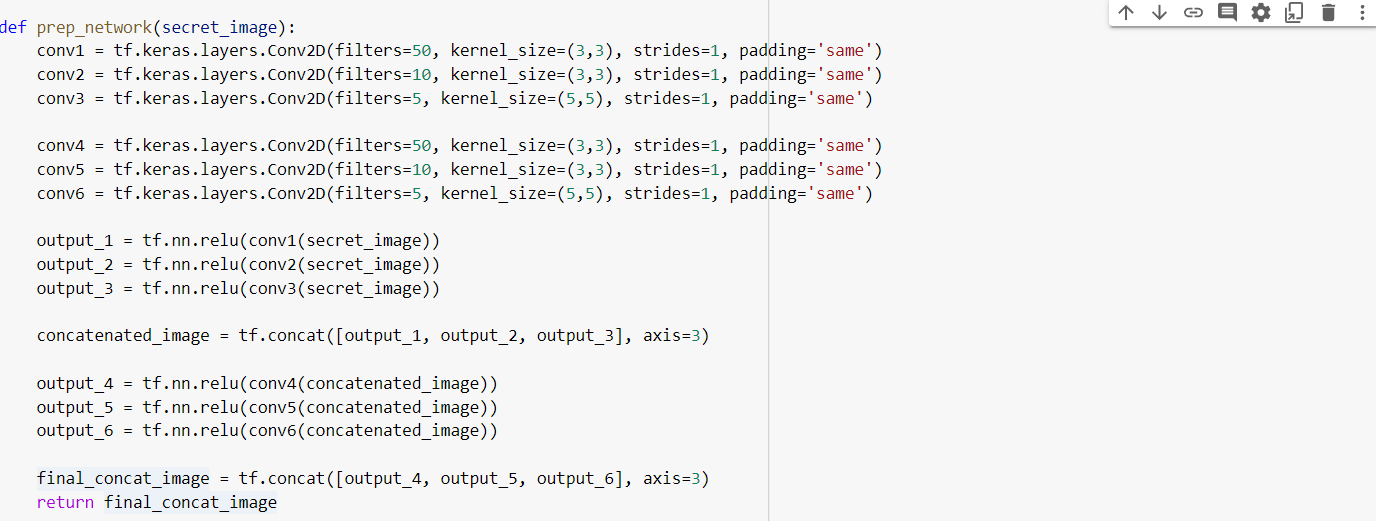 def prep_network(secret_image):
    conv1 = tf.keras.layers.Conv2D(filters=50, kernel_size=(3,3), strides=1, padding='same')
    conv2 = tf.keras.layers.Conv2D(filters=10, kernel_size=(3,3), strides=1, padding='same')
    conv3 = tf.keras.layers.Conv2D(filters=5, kernel_size=(5,5), strides=1, padding='same')

    conv4 = tf.keras.layers.Conv2D(filters=50, kernel_size=(3,3), strides=1, padding='same')
    conv5 = tf.keras.layers.Conv2D(filters=10, kernel_size=(3,3), strides=1, padding='same')
    conv6 = tf.keras.layers.Conv2D(filters=5, kernel_size=(5,5), strides=1, padding='same')

    output_1 = tf.nn.relu(conv1(secret_image))
    output_2 = tf.nn.relu(conv2(secret_image))
    output_3 = tf.nn.relu(conv3(secret_image))

    concatenated_image = tf.concat([output_1, output_2, output_3], axis=3)

    output_4 = tf.nn.relu(conv4(concatenated_image))
    output_5 = tf.nn.relu(conv5(concatenated_image))
    output_6 = tf.nn.relu(conv6(concatenated_image))

    final_concat_image = tf.concat([output_4, output_5, output_6], axis=3)
    return final_concat_image